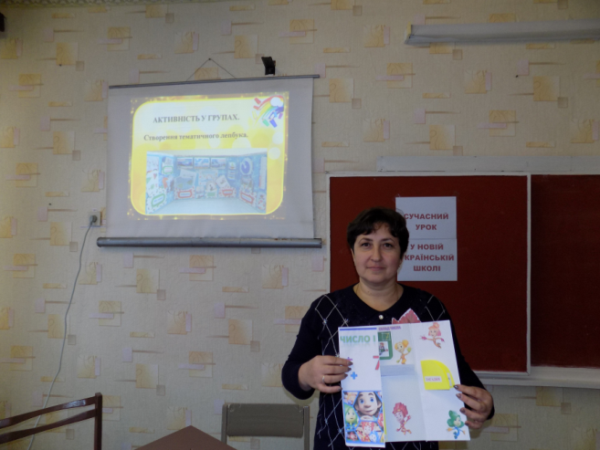 АКТИВНІСТЬ У ГРУПАХ.
Створення тематичного лепбука.
СУЧАСНИЙ
УРОК
У НОВІЙ
УКРАЇНСЬКІЙ
ШКОЛІ
ЧИСЛО І